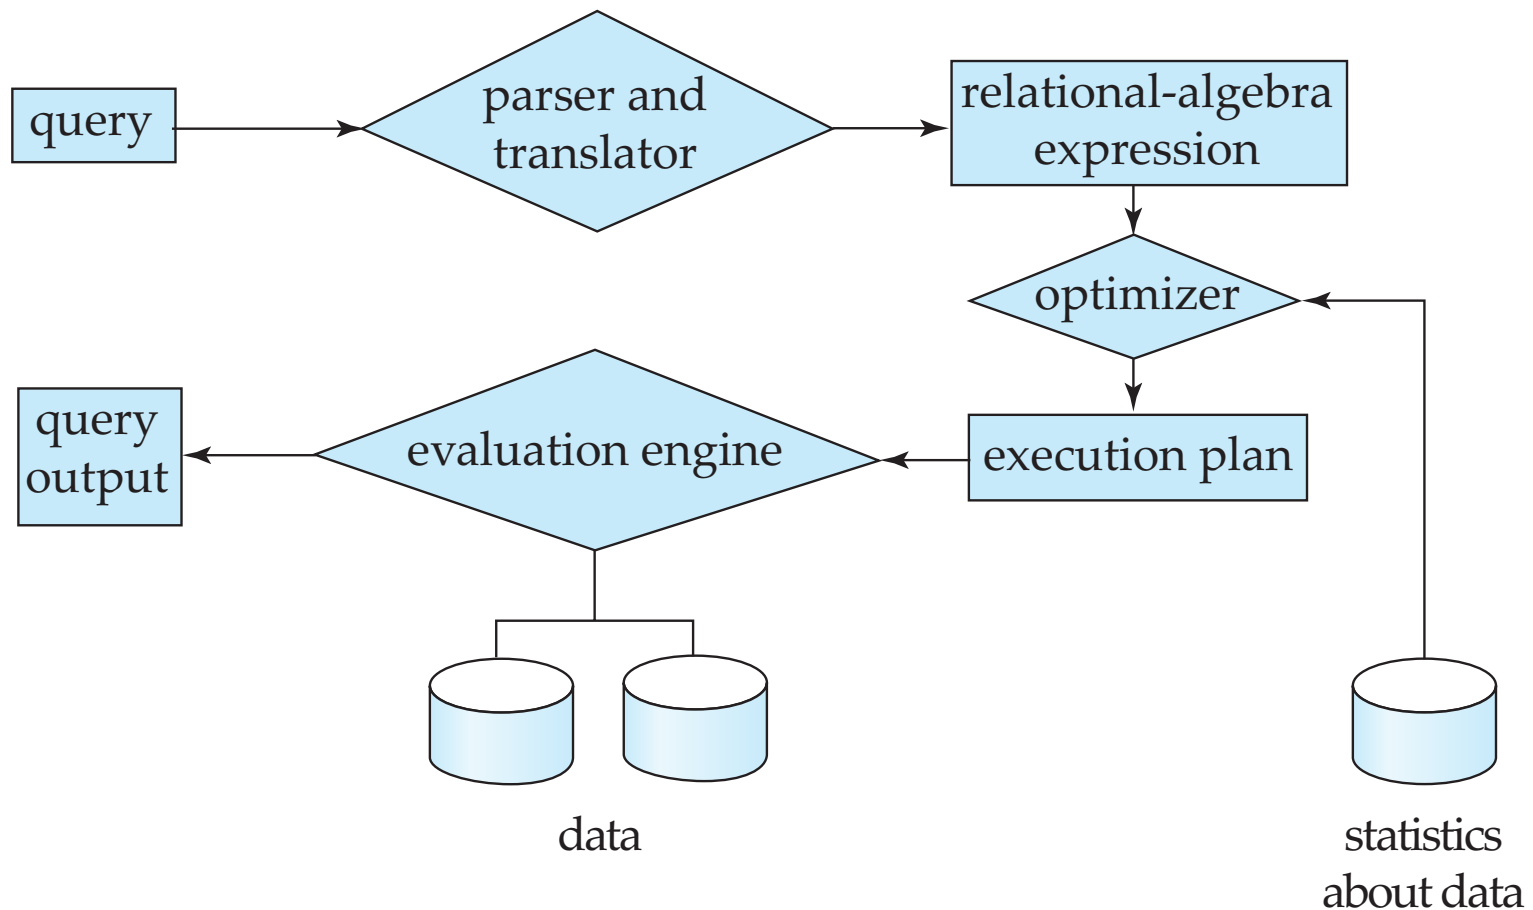 query
parser and
translator
relational-algebra
expression
optimizer
query
output
evaluation engine
execution plan
data
statistics
about data